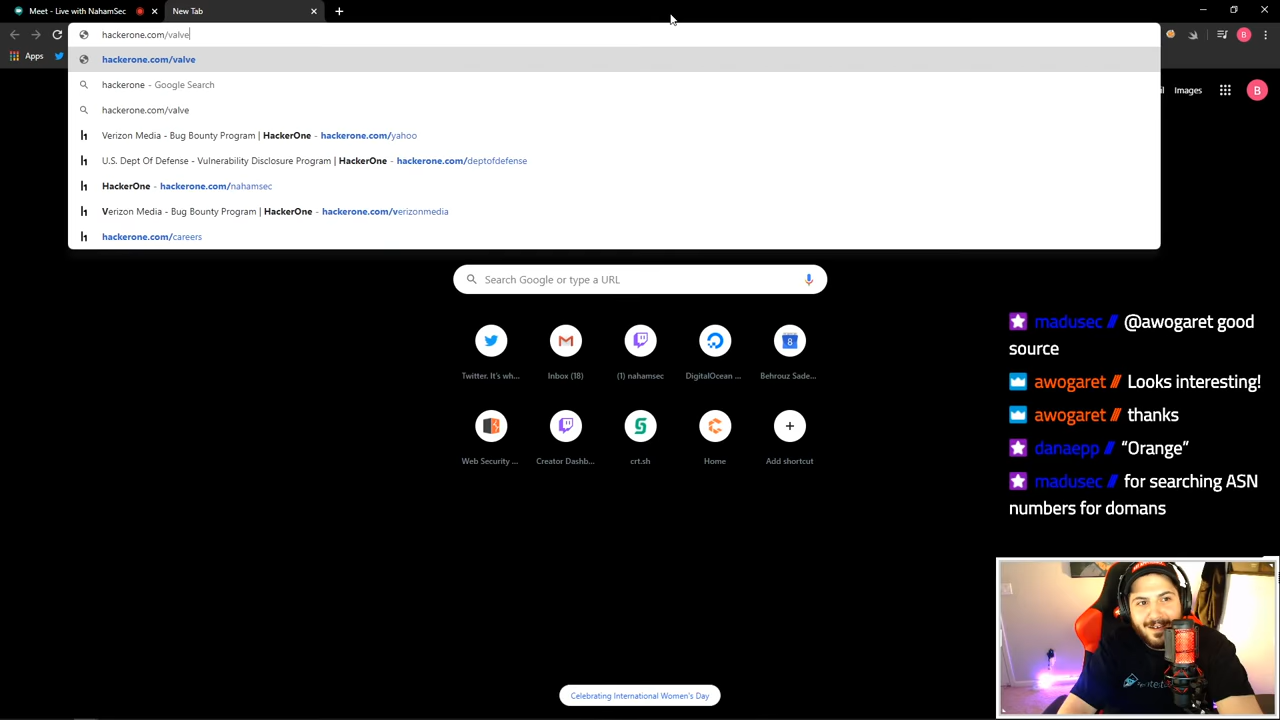 Meet - Live with NahamSec
New Tab
hackerone.com/valve
hackerone.com/valve
hackerone - Google Search
hackerone.com/valve
Verizon Media - Bug Bounty Program | HackerOne - hackerone.com/yahoo
U.S. Dept Of Defense - Vulnerability Disclosure Program | HackerOne - hackerone.com/deptofdefense
HackerOne - hackerone.com/nahamsec
Verizon Media - Bug Bounty Program | HackerOne - hackerone.com/verizonmedia
hackerone.com/careers
B
Apps
Images
B
Search Google or type a URL
8
Twitter. It's wh...
Inbox (18)
(1) nahamsec
DigitalOcean ...
Behrouz Sade...
Web Security ...
Creator Dashb...
crt.sh
Home
Add shortcut
madusec // @awogaret good
source
awogaret // Looks interesting!
awogaret // thanks
danaepp // “Orange”
madusec // for searching ASN
numbers for domans
Celebrating International Women's Day